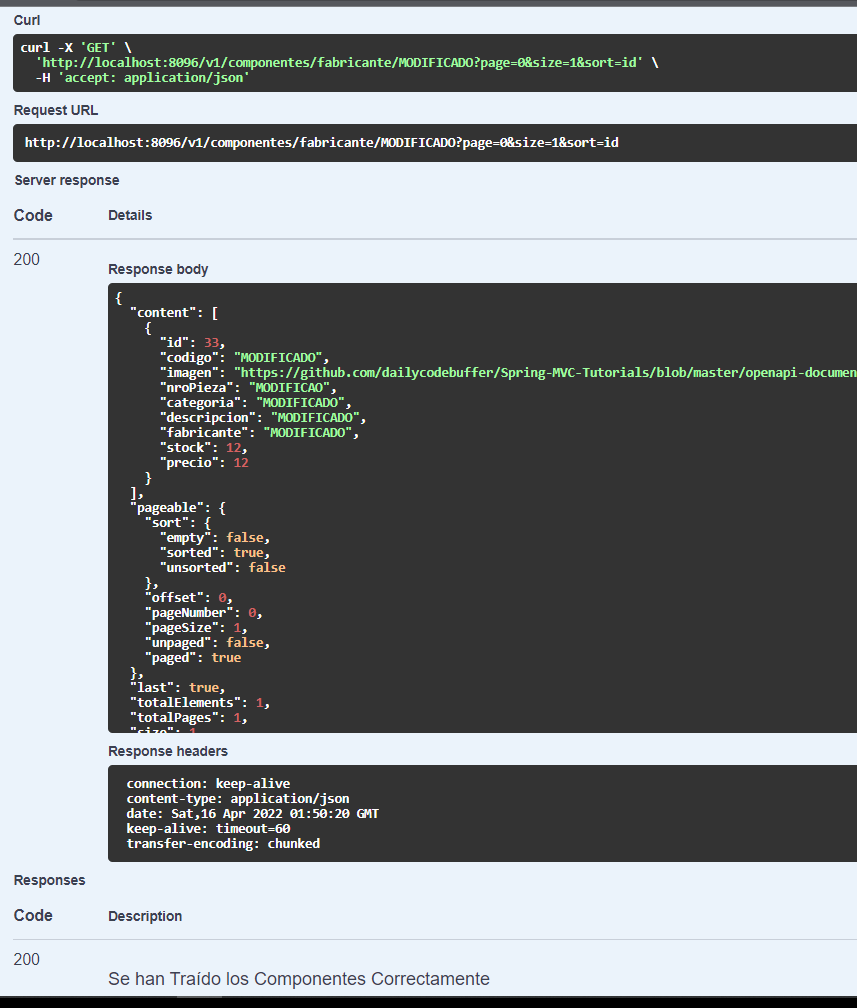 Curl
curl -X 'GET' \
  'http://localhost:8096/v1/componentes/fabricante/MODIFICADO?page=0&size=1&sort=id' \
  -H 'accept: application/json'
Request URL
http://localhost:8096/v1/componentes/fabricante/MODIFICADO?page=0&size=1&sort=id
Server response
Code Details
200
Response body
{
  "content": [
    {
      "id": 33,
      "codigo": "MODIFICADO",
      "imagen": "https://github.com/dailycodebuffer/Spring-MVC-Tutorials/blob/master/openapi-documen
      "nroPieza": "MODIFICAO",
      "categoria": "MODIFICADO",
      "descripcion": "MODIFICADO",
      "fabricante": "MODIFICADO",
      "stock": 12,
      "precio": 12
    }
  ],
  "pageable": {
    "sort": {
      "empty": false,
      "sorted": true,
      "unsorted": false
    },
    "offset": 0,
    "pageNumber": 0,
    "pageSize": 1,
    "unpaged": false,
    "paged": true
  },
  "last": true,
  "totalElements": 1,
  "totalPages": 1,
  "size": 1
Response headers
connection: keep-alive
content-type: application/json
date: Sat,16 Apr 2022 01:50:20 GMT
keep-alive: timeout=60
transfer-encoding: chunked
Responses
Code Description
200
Se han Traído los Componentes Correctamente